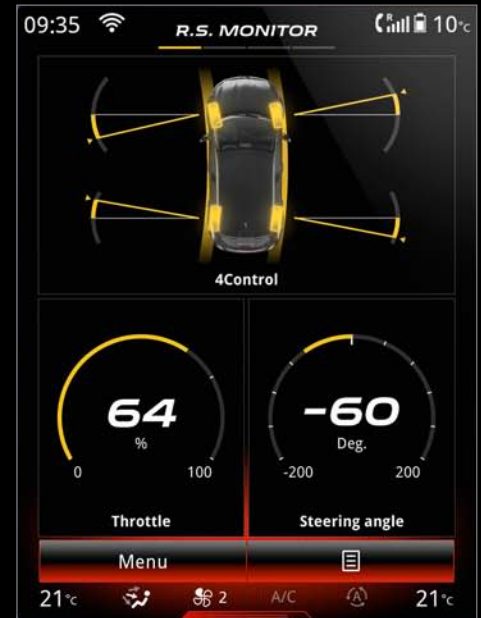 09:35 R.S. MONITOR R 10°C
4Control
64 -60
% Deg.
0 100 -200 200
Throttle Steering angle
Menu
21°C 2 A/C A 21°C